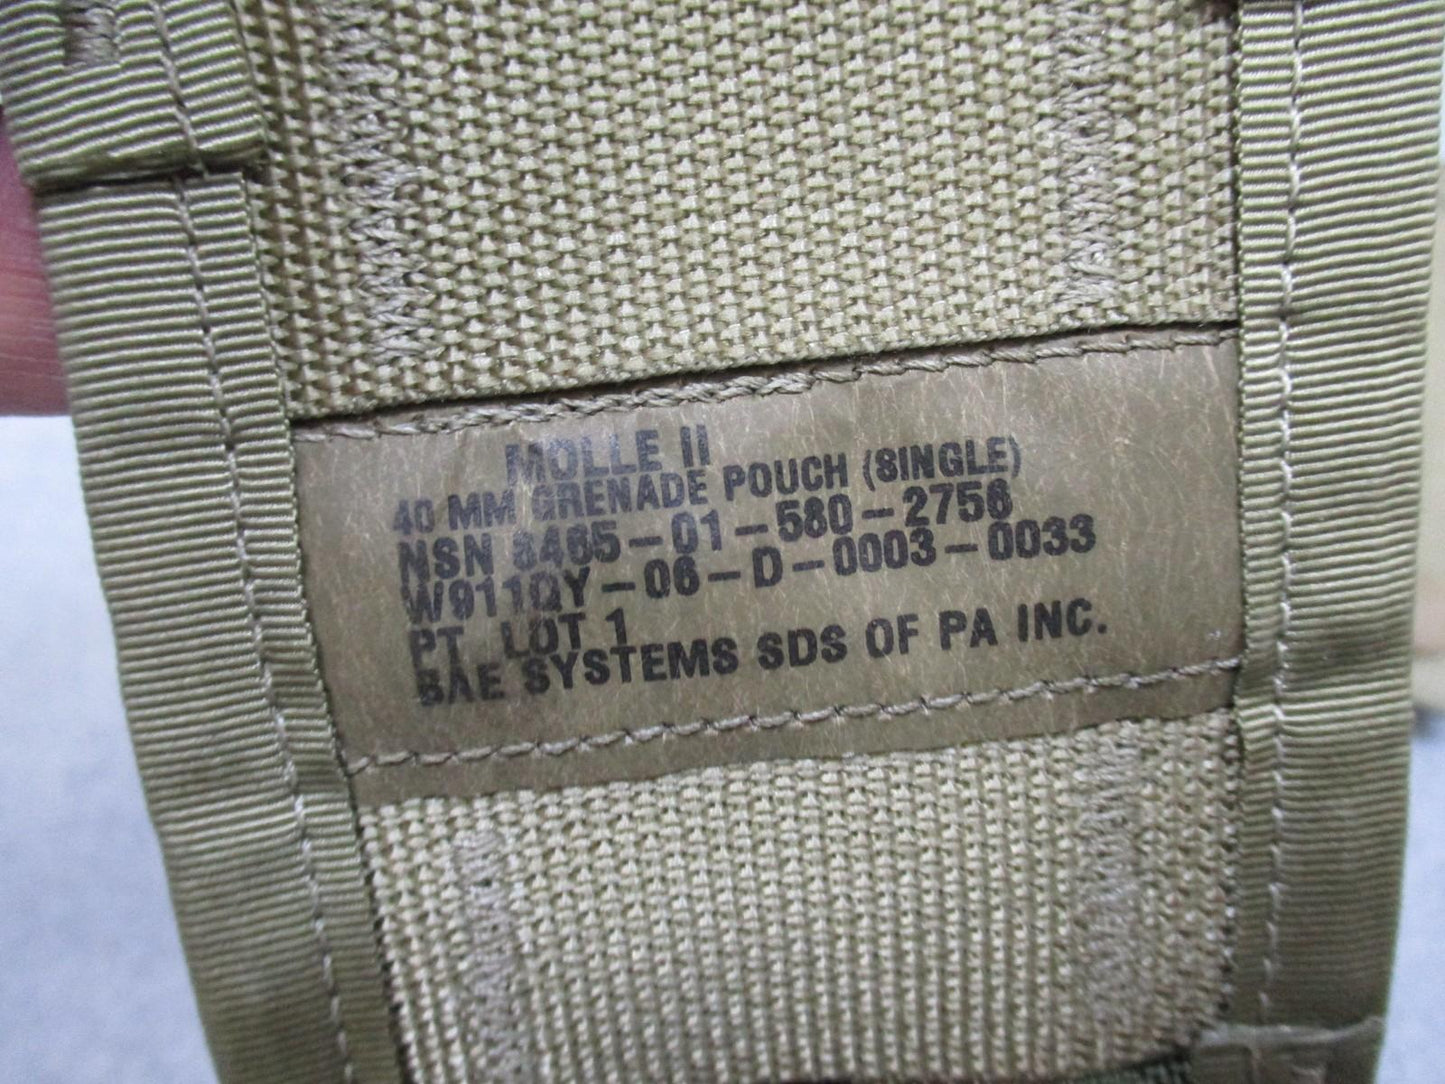 MOLLE II
40 MM GRENADE POUCH (SINGLE)
NSN 8465-01-580-2756
W911QY-06-D-0003-0033
PT LOT 1
BAE SYSTEMS SDS OF PA INC.